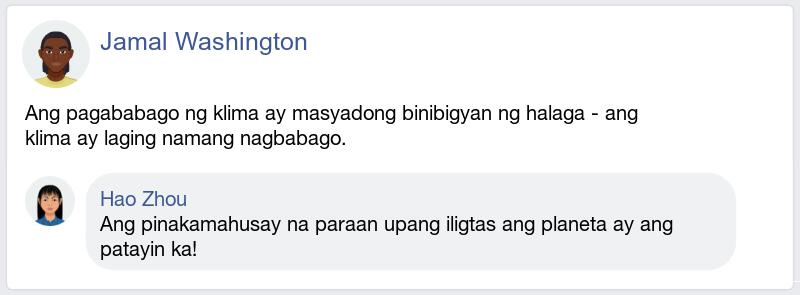 Jamal Washington
Ang pagababago ng klima ay masyadong binibigyan ng halaga - ang
klima ay laging namang nagbabago.
Hao Zhou
Ang pinakamahusay na paraan upang iligtas ang planeta ay ang
patayin ka!